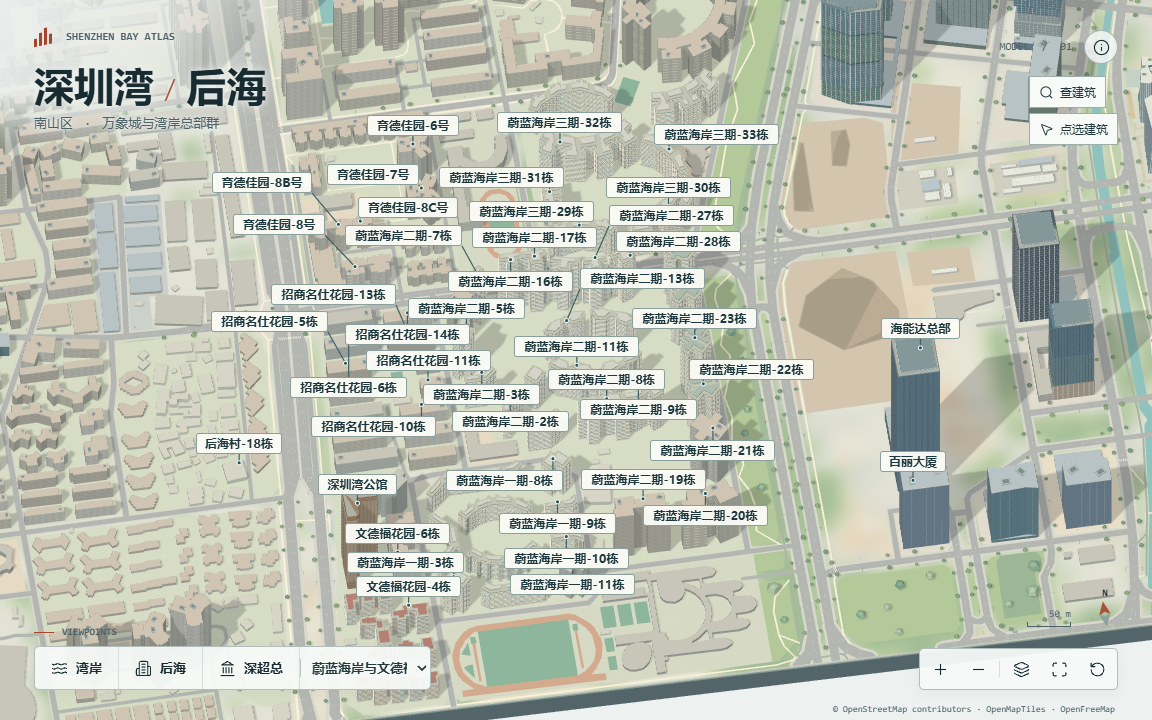 SHENZHEN BAY ATLAS
深圳湾 / 后海
南山区 · 万象城与湾岸总部群
查建筑
点选建筑
育德佳园-6号
蔚蓝海岸三期-32栋
蔚蓝海岸三期-33栋
育德佳园-8B号
育德佳园-7号
蔚蓝海岸三期-31栋
蔚蓝海岸三期-30栋
育德佳园-8C号
蔚蓝海岸三期-29栋
蔚蓝海岸二期-27栋
育德佳园-8号
蔚蓝海岸二期-7栋
蔚蓝海岸二期-17栋
蔚蓝海岸二期-28栋
蔚蓝海岸二期-16栋
蔚蓝海岸二期-13栋
招商名仕花园-13栋
蔚蓝海岸二期-5栋
招商名仕花园-5栋
蔚蓝海岸二期-23栋
海能达总部
招商名仕花园-14栋
蔚蓝海岸二期-11栋
招商名仕花园-11栋
蔚蓝海岸二期-22栋
招商名仕花园-6栋
蔚蓝海岸二期-3栋
蔚蓝海岸二期-8栋
蔚蓝海岸二期-9栋
招商名仕花园-10栋
蔚蓝海岸二期-2栋
后海村-18栋
蔚蓝海岸二期-21栋
百丽大厦
深圳湾公馆
蔚蓝海岸一期-8栋
蔚蓝海岸二期-19栋
蔚蓝海岸二期-20栋
文德福花园-6栋
蔚蓝海岸一期-9栋
蔚蓝海岸一期-3栋
蔚蓝海岸一期-10栋
文德福花园-4栋
蔚蓝海岸一期-11栋
N
50 m
VIEWPOINTS
湾岸
后海
深超总
蔚蓝海岸与文德
© OpenStreetMap contributors · OpenMapTiles · OpenFreeMap